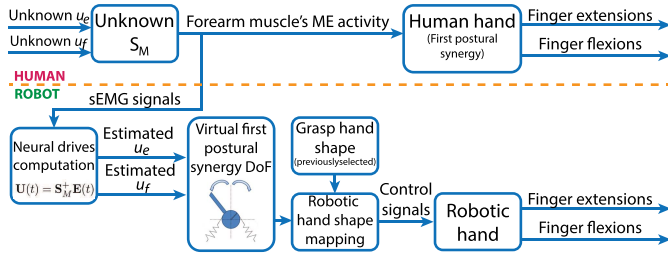 Unknown u_e
Unknown u_f
Unknown
S_M
Forearm muscle's ME activity
Human hand
(First postural
synergy)
Finger extensions
Finger flexions
HUMAN
ROBOT
sEMG signals
Neural drives
computation
U(t) = S_M^+ E(t)
Estimated
u_e
Estimated
u_f
Virtual first
postural
synergy DoF
Grasp hand
shape
(previouslyselected)
Robotic
hand shape
mapping
Control
signals
Robotic
hand
Finger extensions
Finger flexions